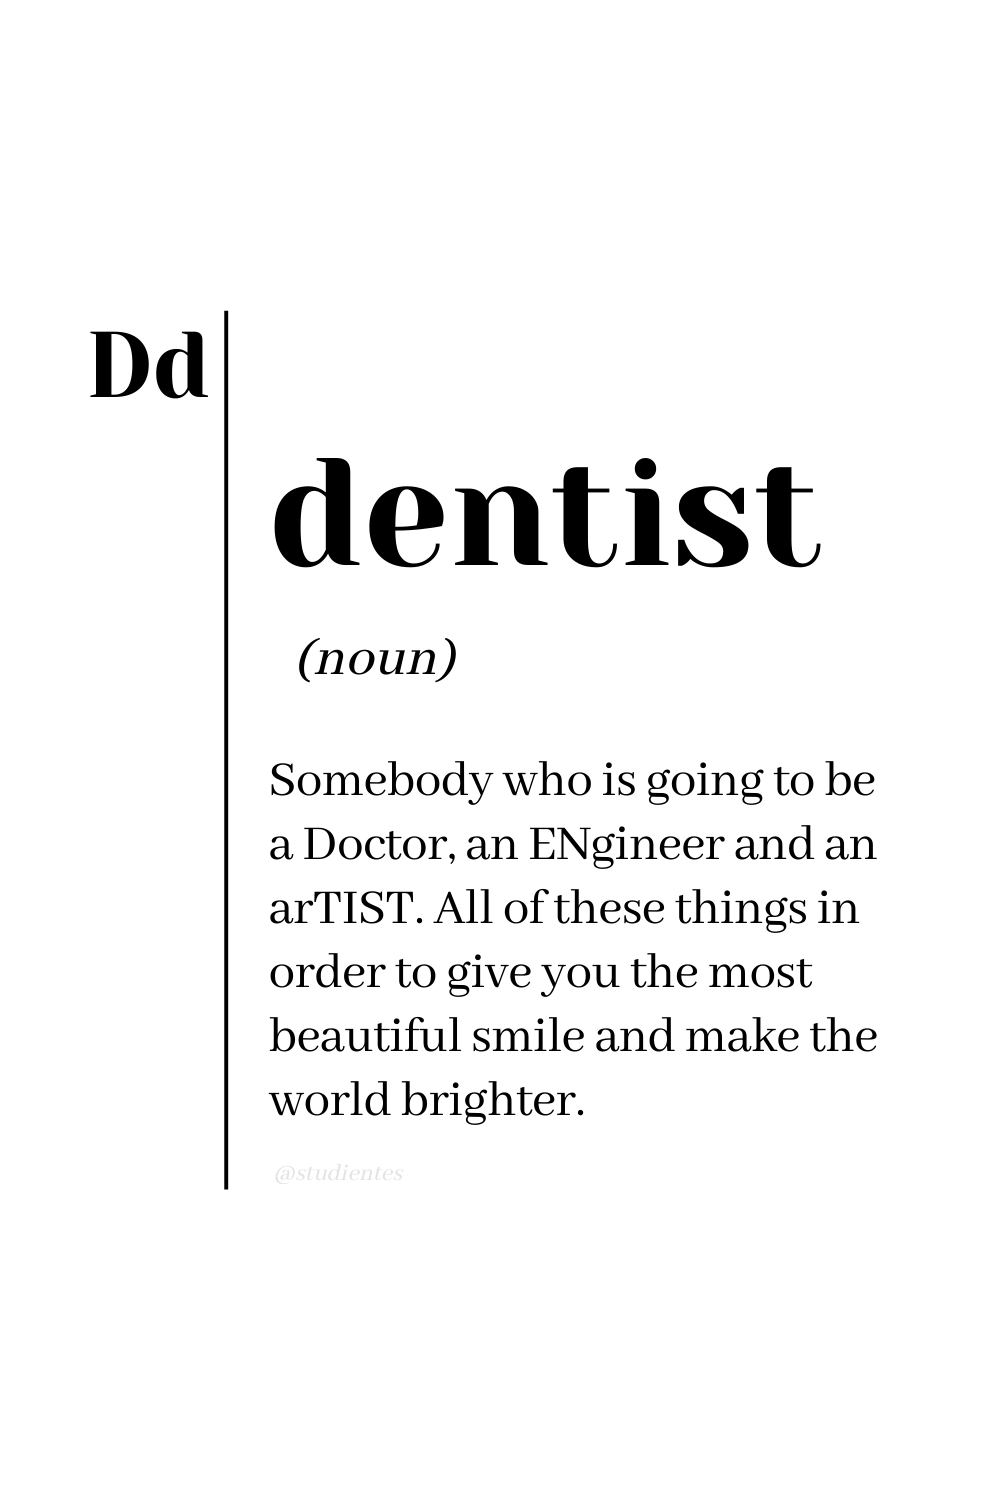 Dd
dentist
(noun)
Somebody who is going to be
a Doctor, an ENgineer and an
arTIST. All of these things in
order to give you the most
beautiful smile and make the
world brighter.
@studientes